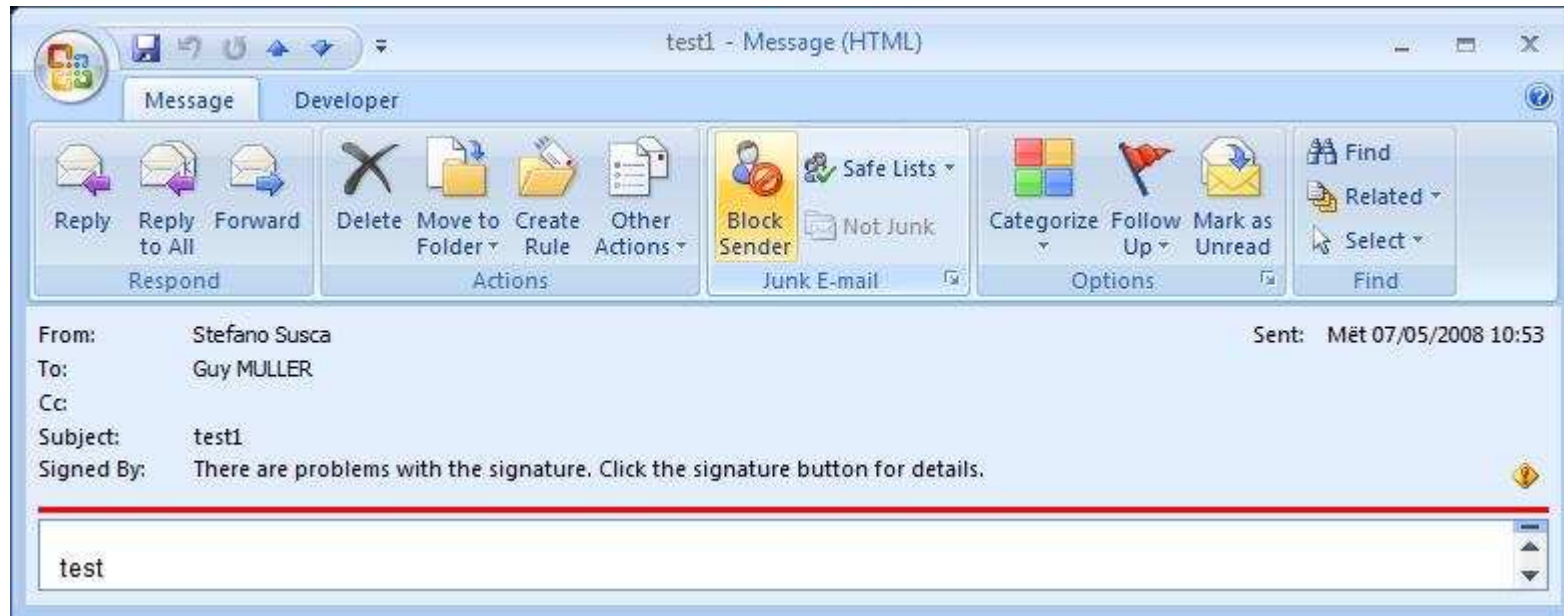 test1 - Message (HTML)
Message Developer
Reply
Reply to All
Forward
Respond
Delete
Move to Folder
Create Rule
Other Actions
Actions
Block Sender
Safe Lists
Not Junk
Junk E-mail
Categorize
Follow Up
Mark as Unread
Options
Find
Related
Select
Find
From: Stefano Susca
Sent: Mët 07/05/2008 10:53
To: Guy MULLER
Cc:
Subject: test1
Signed By: There are problems with the signature. Click the signature button for details.
test